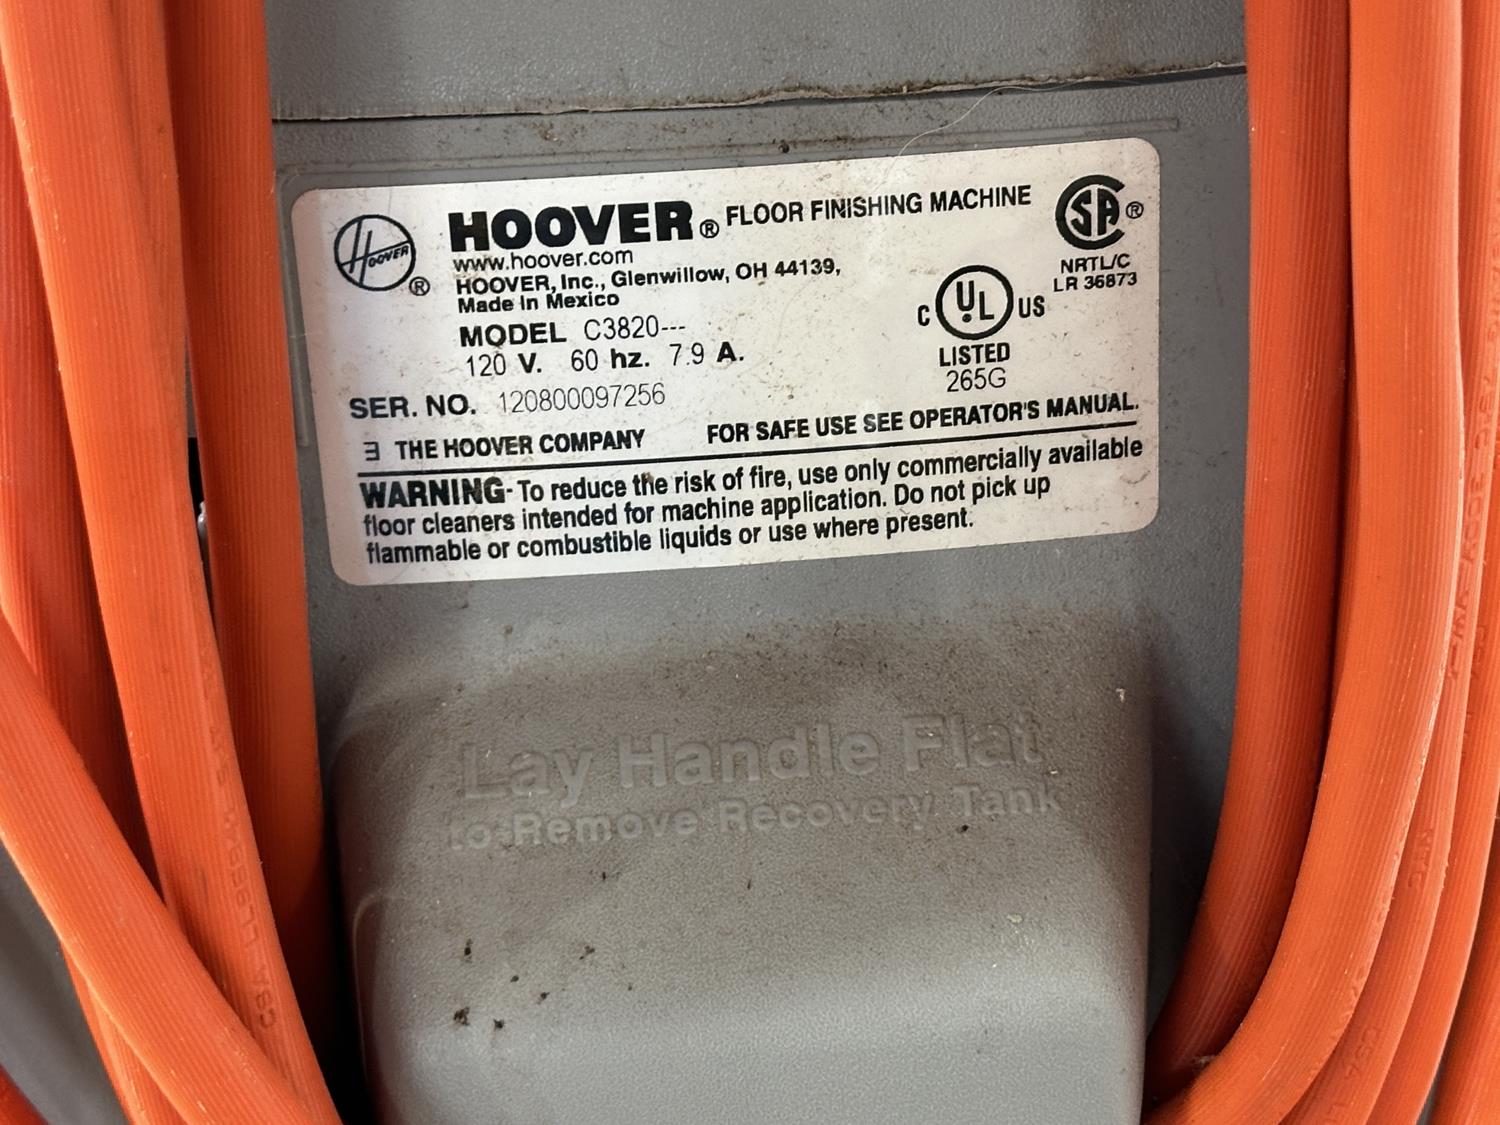 HOOVER® FLOOR FINISHING MACHINE
HOOVER
®
www.hoover.com
HOOVER, Inc., Glenwillow, OH 44139,
Made In Mexico
MODEL C3820---
120 V. 60 hz. 7.9 A.
SER. NO. 120800097256
SA ®
NRTL/C
LR 36873
C UL US
LISTED
265G
3 THE HOOVER COMPANY FOR SAFE USE SEE OPERATOR'S MANUAL.
WARNING- To reduce the risk of fire, use only commercially available
floor cleaners intended for machine application. Do not pick up
flammable or combustible liquids or use where present.
Lay Handle Flat
to Remove Recovery Tank